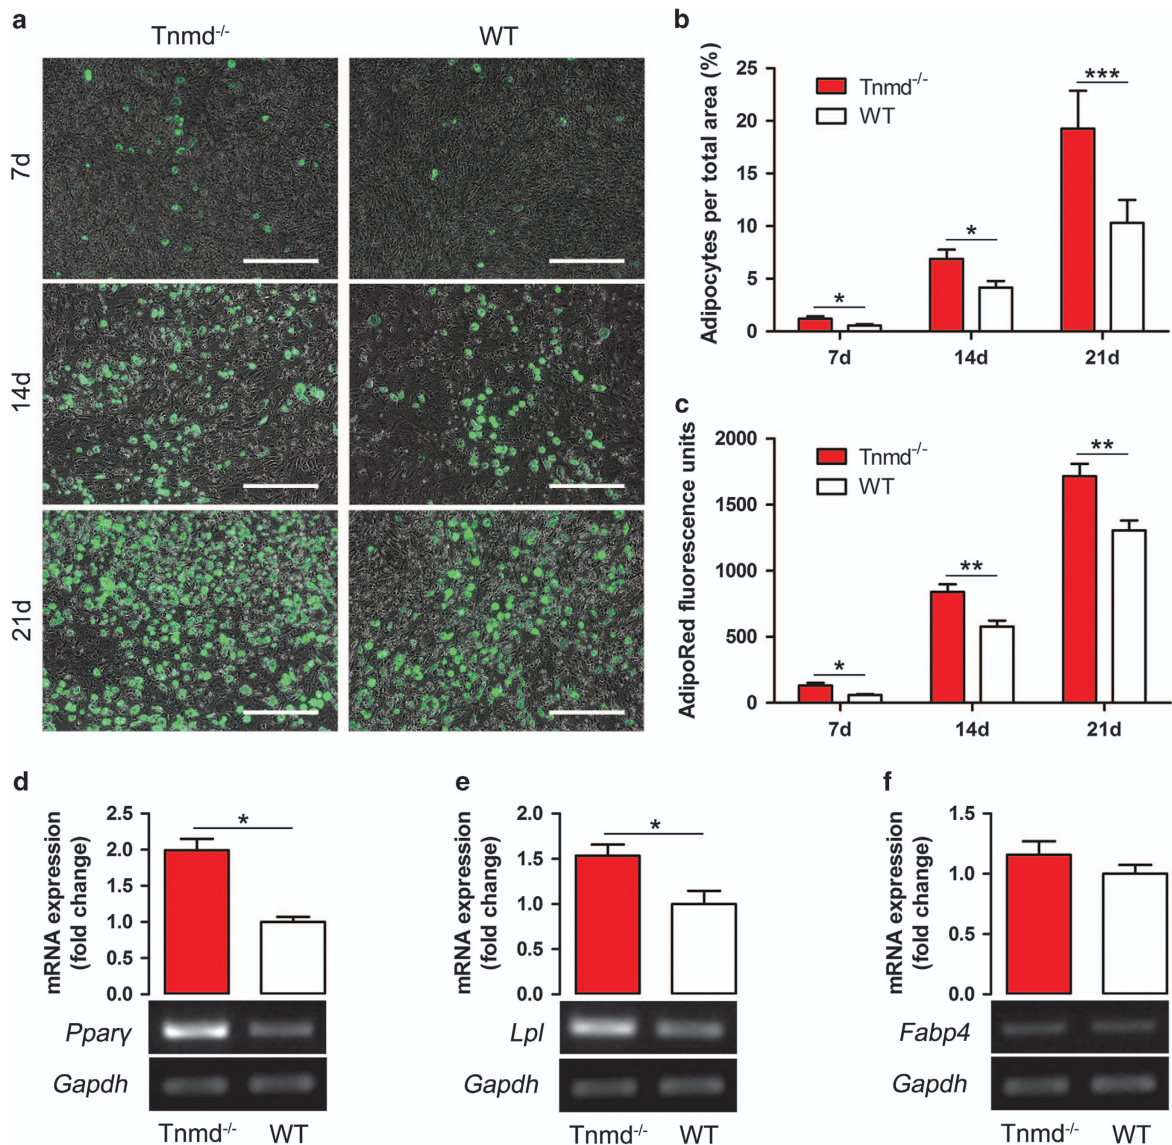 a
Tnmd-/-
WT
7d
14d
21d
b
Adipocytes per total area (%)
25
20
15
10
5
0
Tnmd-/-
WT
*
*
***
7d
14d
21d
c
AdipoRed fluorescence units
2000
1500
1000
500
0
Tnmd-/-
WT
*
**
**
7d
14d
21d
d
mRNA expression
(fold change)
2.5
2.0
1.5
1.0
0.5
0.0
*
Pparγ
Gapdh
Tnmd-/-
WT
e
mRNA expression
(fold change)
2.0
1.5
1.0
0.5
0.0
*
Lpl
Gapdh
Tnmd-/-
WT
f
mRNA expression
(fold change)
1.5
1.0
0.5
0.0
Fabp4
Gapdh
Tnmd-/-
WT